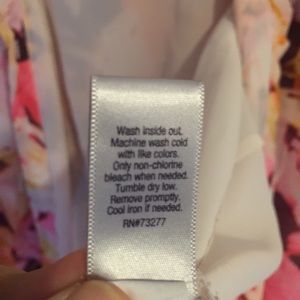 Wash inside out.
Machine wash cold
with like colors.
Only non-chlorine
bleach when needed.
Tumble dry low.
Remove promptly.
Cool iron if needed.
RN#73277